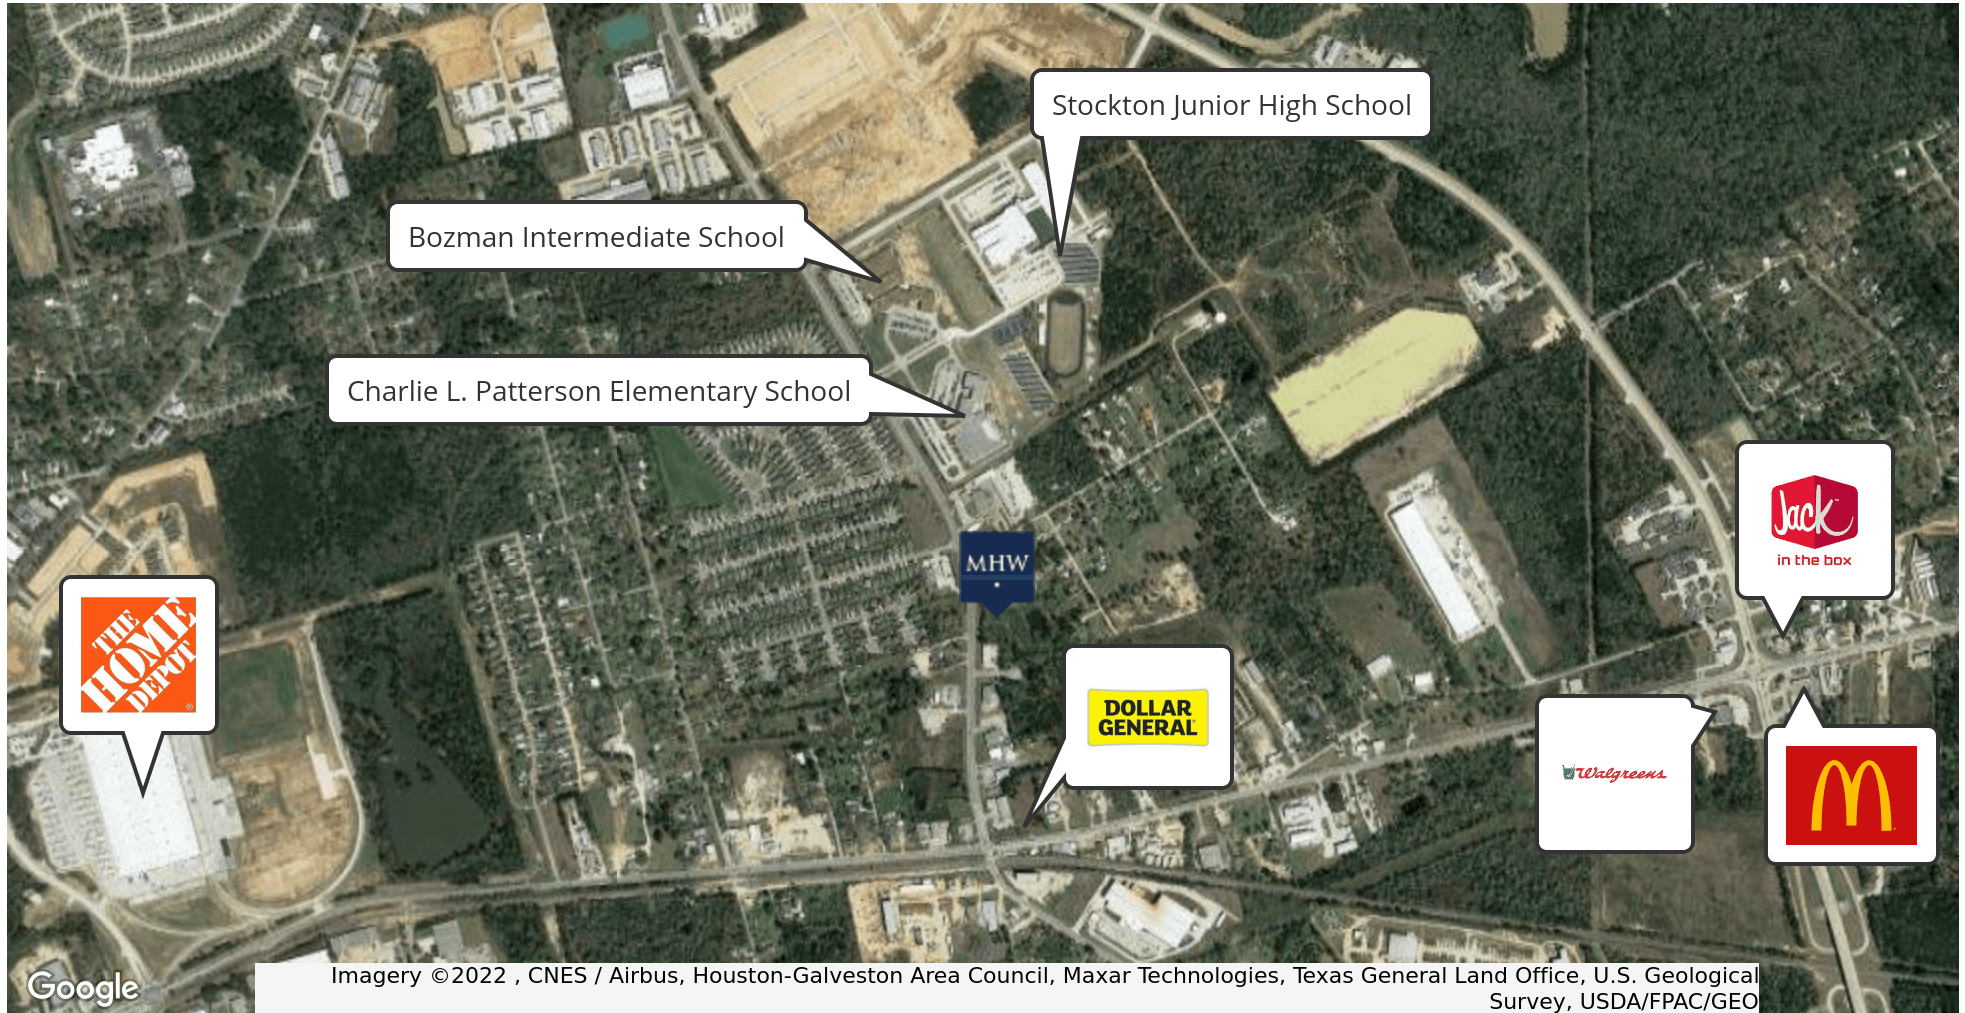 Stockton Junior High School
Bozman Intermediate School
Charlie L. Patterson Elementary School
Jack
in the box
MHW
THE
HOME
DEPOT
DOLLAR
GENERAL
Walgreens
Google
Imagery ©2022 , CNES / Airbus, Houston-Galveston Area Council, Maxar Technologies, Texas General Land Office, U.S. Geological
Survey, USDA/FPAC/GEO